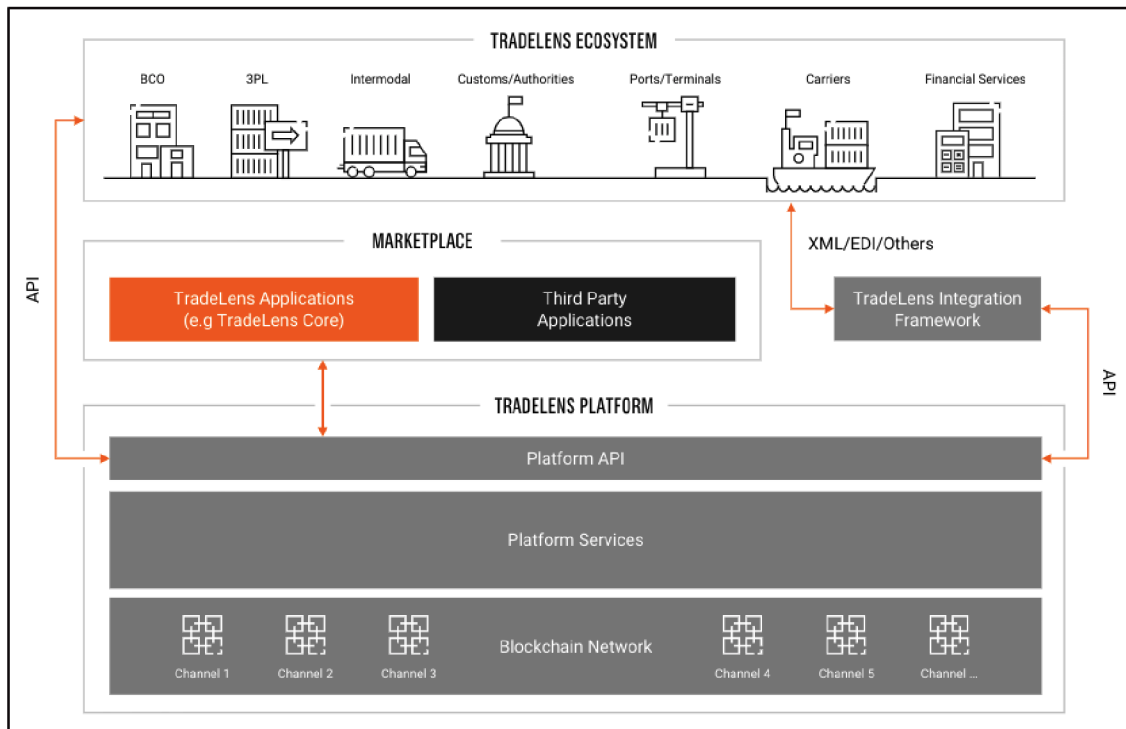 TRADELENS ECOSYSTEM
BCO
3PL
Intermodal
Customs/Authorities
Ports/Terminals
Carriers
Financial Services
API
MARKETPLACE
TradeLens Applications
(e.g TradeLens Core)
Third Party
Applications
XML/EDI/Others
TradeLens Integration
Framework
API
TRADELENS PLATFORM
Platform API
Platform Services
Blockchain Network
Channel 1
Channel 2
Channel 3
Channel 4
Channel 5
Channel ...